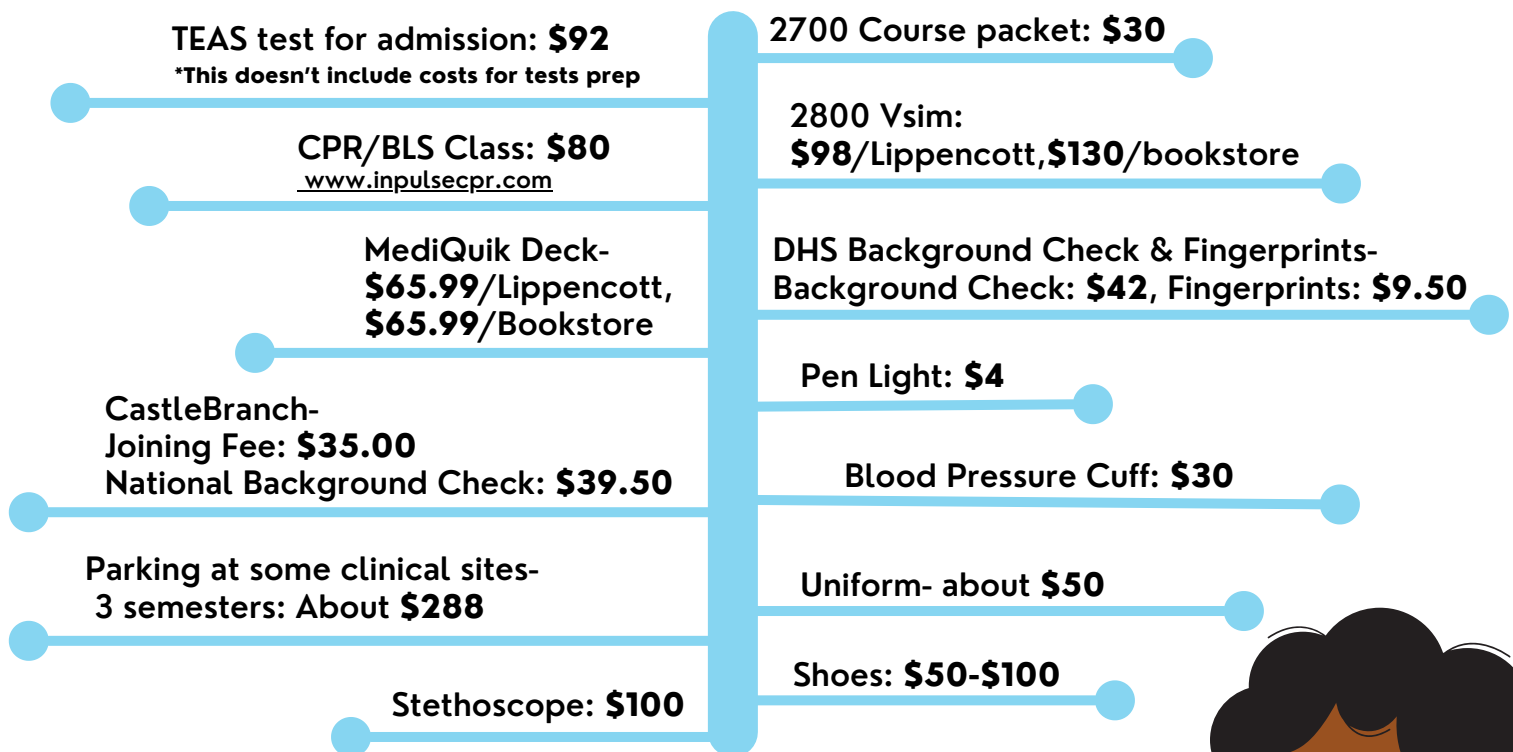 TEAS test for admission: $92
*This doesn't include costs for tests prep
CPR/BLS Class: $80
www.inpulsecpr.com
MediQuik Deck-
$65.99/Lippencott,
$65.99/Bookstore
CastleBranch-
Joining Fee: $35.00
National Background Check: $39.50
Parking at some clinical sites-
3 semesters: About $288
Stethoscope: $100
2700 Course packet: $30
2800 Vsim:
$98/Lippencott,$130/bookstore
DHS Background Check & Fingerprints-
Background Check: $42, Fingerprints: $9.50
Pen Light: $4
Blood Pressure Cuff: $30
Uniform- about $50
Shoes: $50-$100